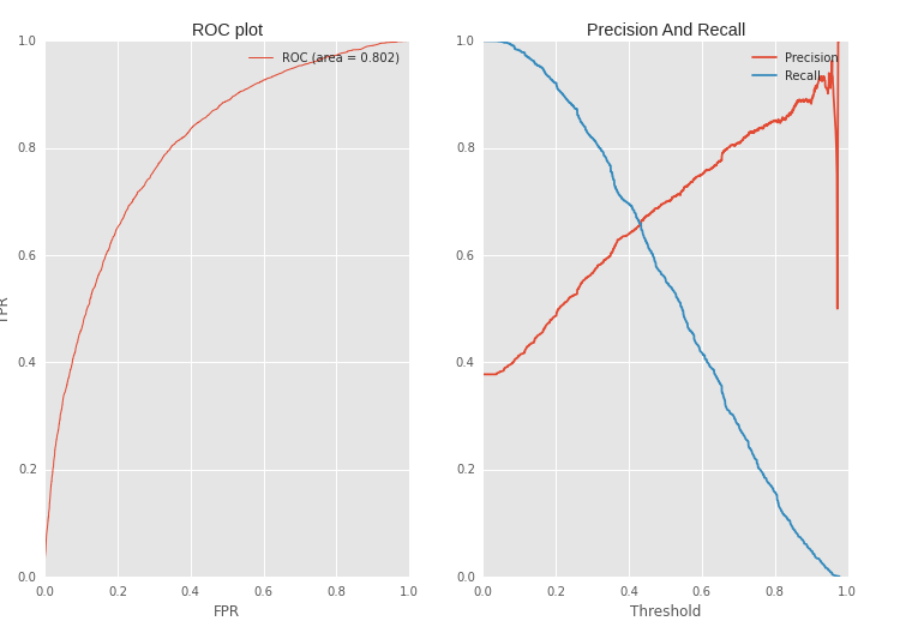 ROC plot
ROC (area = 0.802)
1.0
0.8
0.6
0.4
0.2
0.0
TPR
0.0 0.2 0.4 0.6 0.8 1.0
FPR
Precision And Recall
Precision
Recall
1.0
0.8
0.6
0.4
0.2
0.0
0.0 0.2 0.4 0.6 0.8 1.0
Threshold